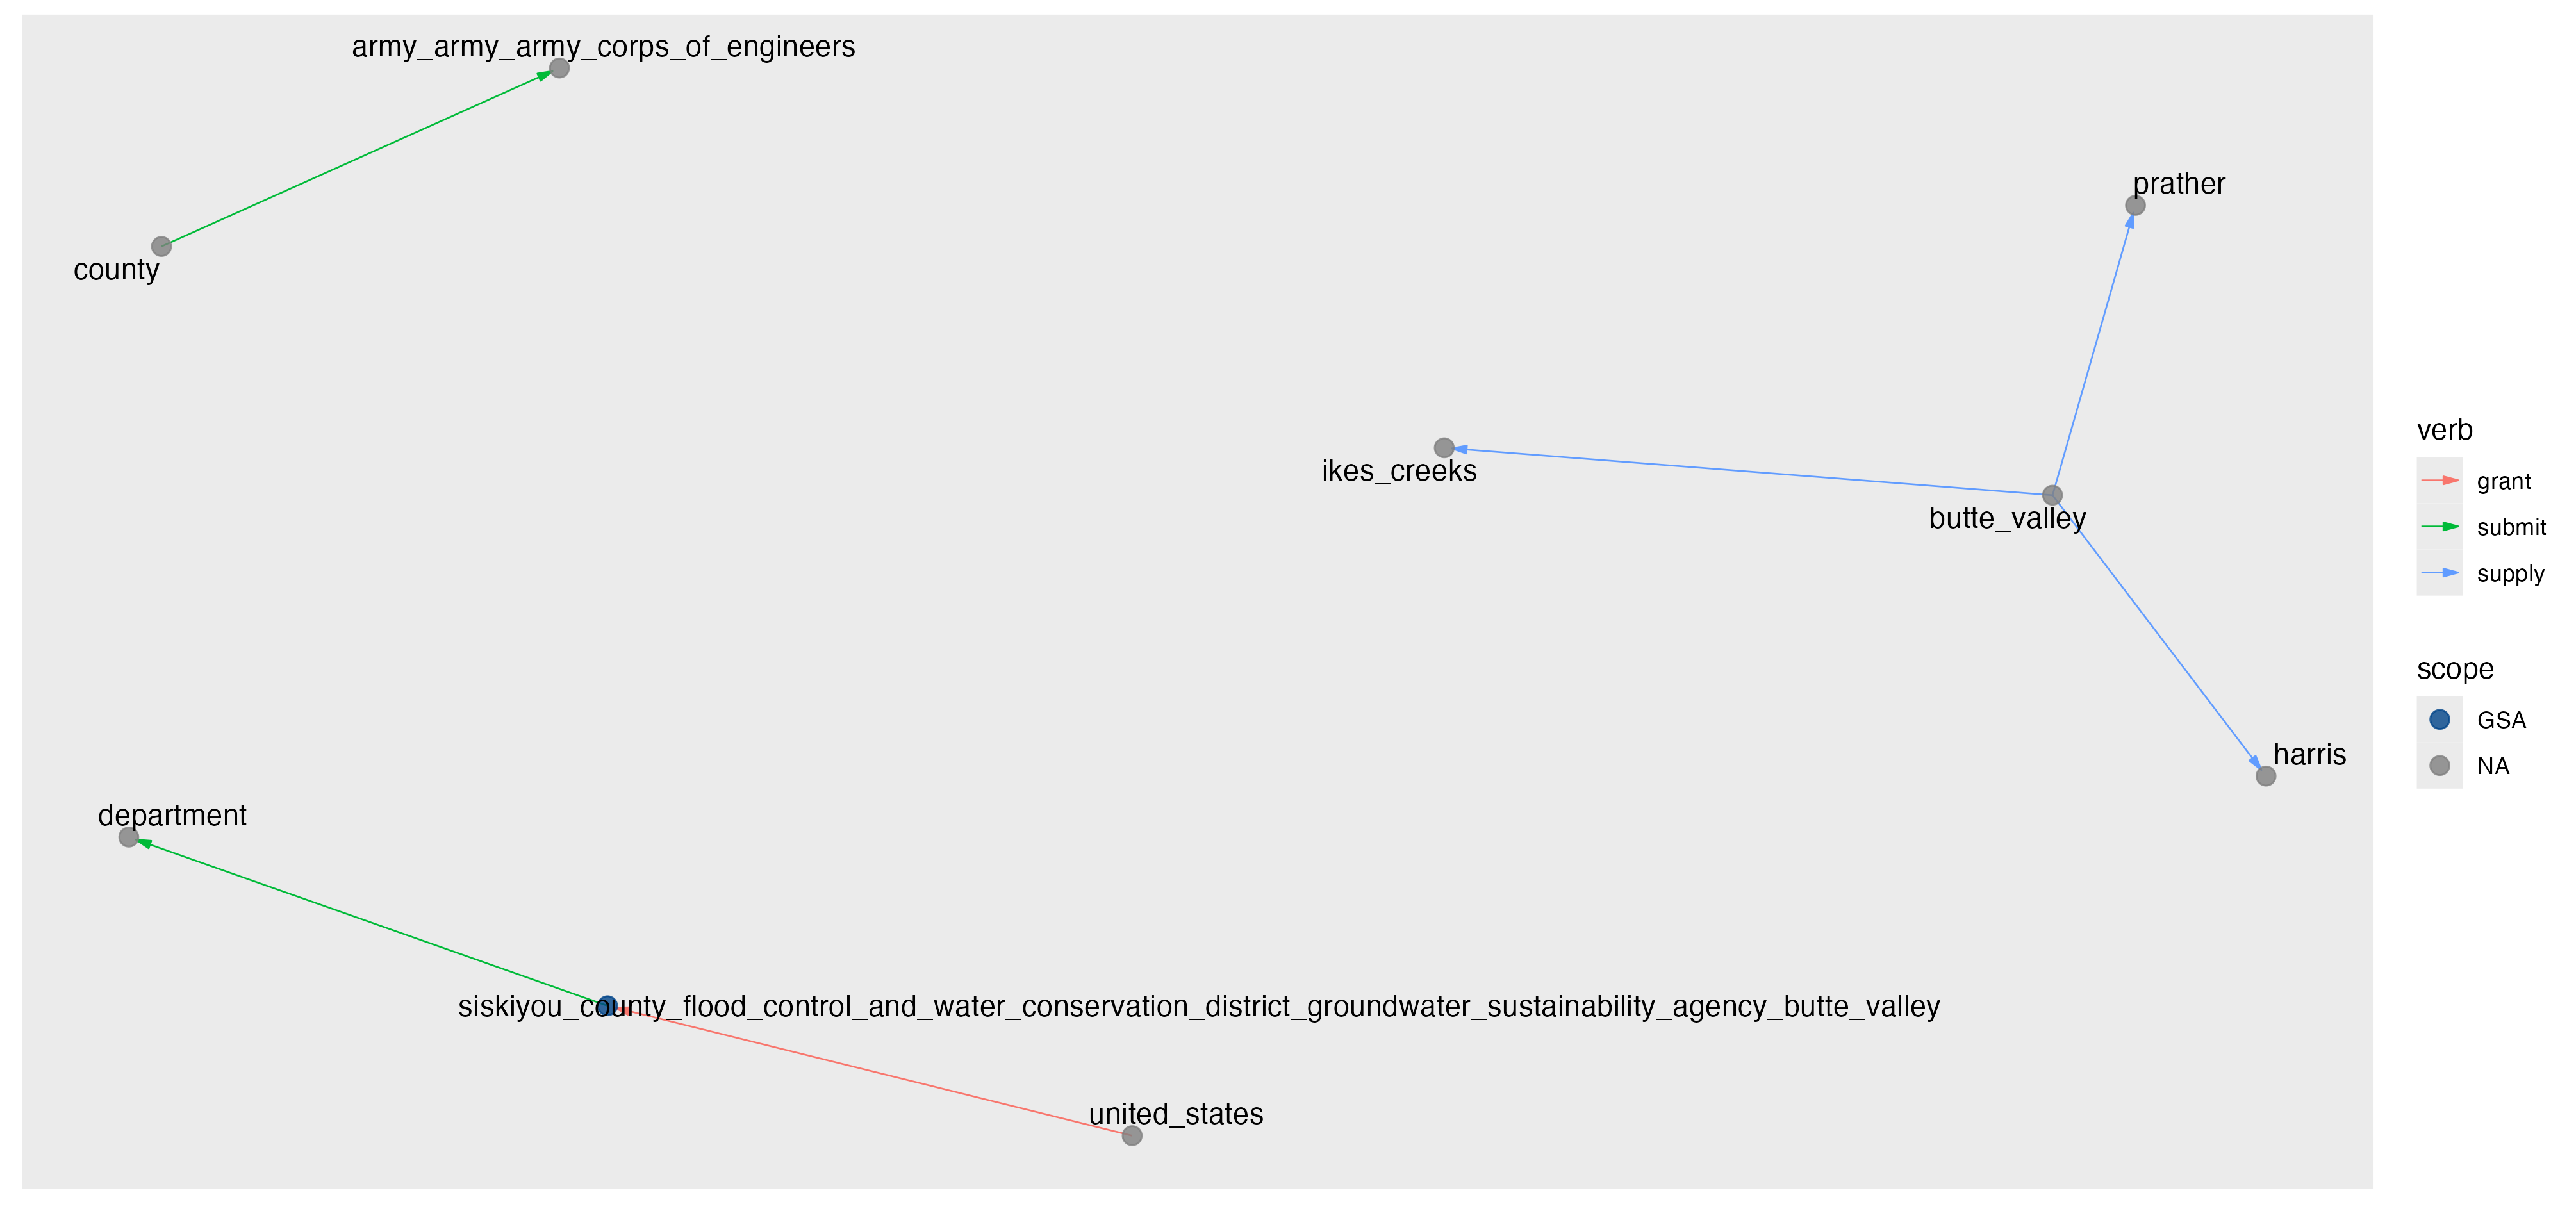 army_army_army_corps_of_engineers
prather
county
ikes_creeks
butte_valley
harris
department
siskiyou_county_flood_control_and_water_conservation_district_groundwater_sustainability_agency_butte_valley
united_states
verb
grant
submit
supply
scope
GSA
NA